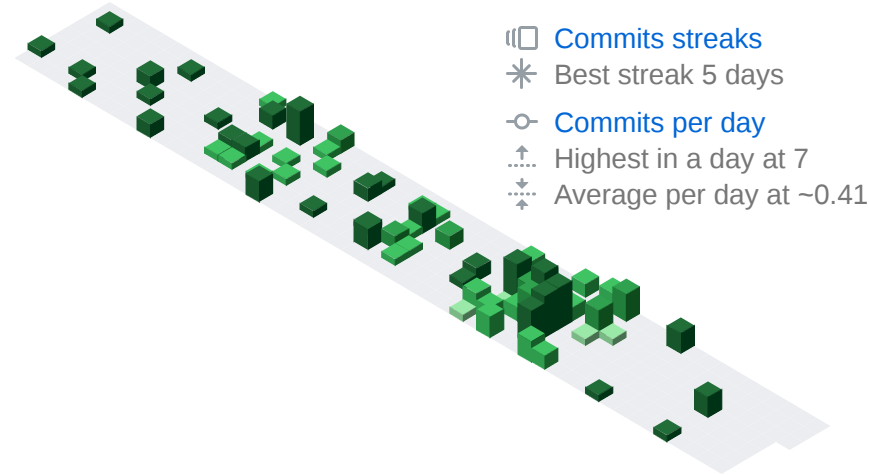 Commits streaks
Best streak 5 days
Commits per day
Highest in a day at 7
Average per day at ~0.41